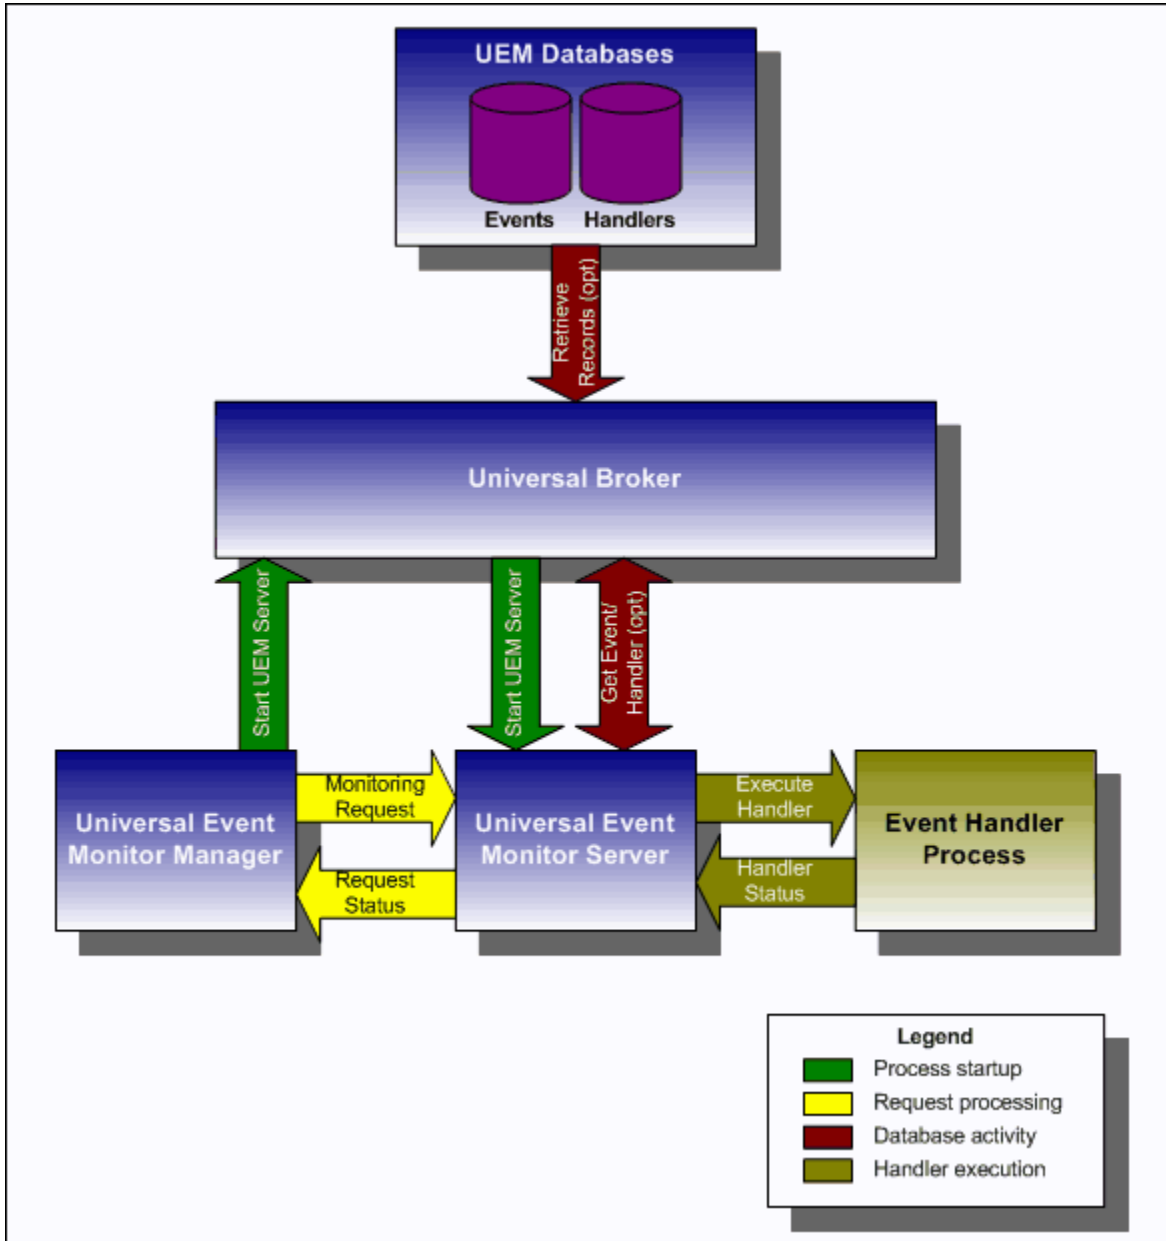 UEM Databases
Events
Handlers
Retrieve
Records (opt)
Universal Broker
Start UEM Server
Start UEM Server
Get Event/
Handler (opt)
Universal Event
Monitor Manager
Monitoring
Request
Request
Status
Universal Event
Monitor Server
Execute
Handler
Handler
Status
Event Handler
Process
Legend
Process startup
Request processing
Database activity
Handler execution